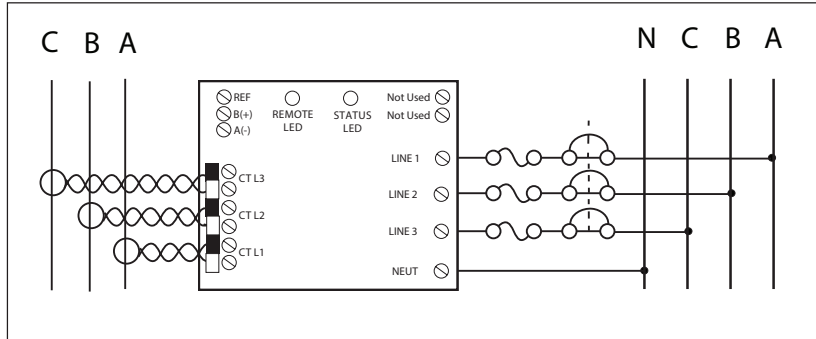 C B A
N C B A
REF
B(+)
A(-)
REMOTE
LED
STATUS
LED
Not Used
Not Used
LINE 1
CT L3
LINE 2
CT L2
LINE 3
CT L1
NEUT